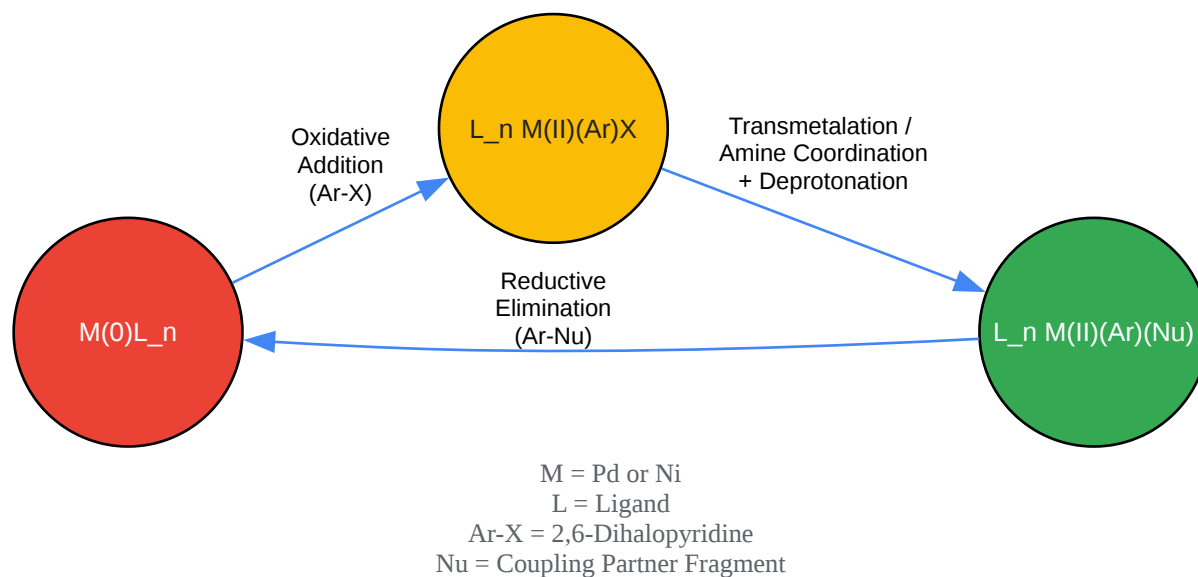 L_n M(II)(Ar)X
Oxidative
Addition
(Ar-X)
Transmetalation /
Amine Coordination
+ Deprotonation
Reductive
Elimination
(Ar-Nu)
M(0)L_n
L_n M(II)(Ar)(Nu)
M = Pd or Ni
L = Ligand
Ar-X = 2,6-Dihalopyridine
Nu = Coupling Partner Fragment